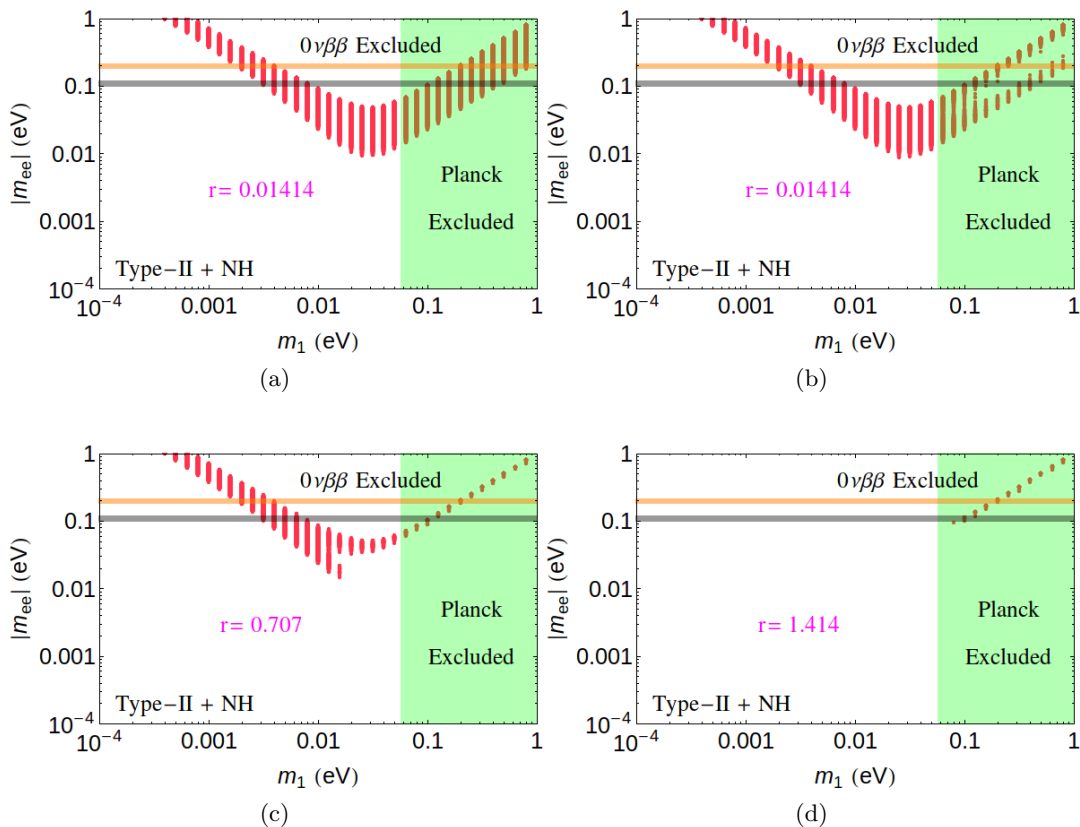 1
0.1
0.01
0.001
10⁻⁴
|mₑₑ| (eV)
0νββ Excluded
r= 0.01414
Planck
Excluded
Type−II + NH
10⁻⁴ 0.001 0.01 0.1 1
m₁ (eV)
(a)
1
0.1
0.01
0.001
10⁻⁴
|mₑₑ| (eV)
0νββ Excluded
r= 0.01414
Planck
Excluded
Type−II + NH
10⁻⁴ 0.001 0.01 0.1 1
m₁ (eV)
(b)
1
0.1
0.01
0.001
10⁻⁴
|mₑₑ| (eV)
0νββ Excluded
r= 0.707
Planck
Excluded
Type−II + NH
10⁻⁴ 0.001 0.01 0.1 1
m₁ (eV)
(c)
1
0.1
0.01
0.001
10⁻⁴
|mₑₑ| (eV)
0νββ Excluded
r= 1.414
Planck
Excluded
Type−II + NH
10⁻⁴ 0.001 0.01 0.1 1
m₁ (eV)
(d)